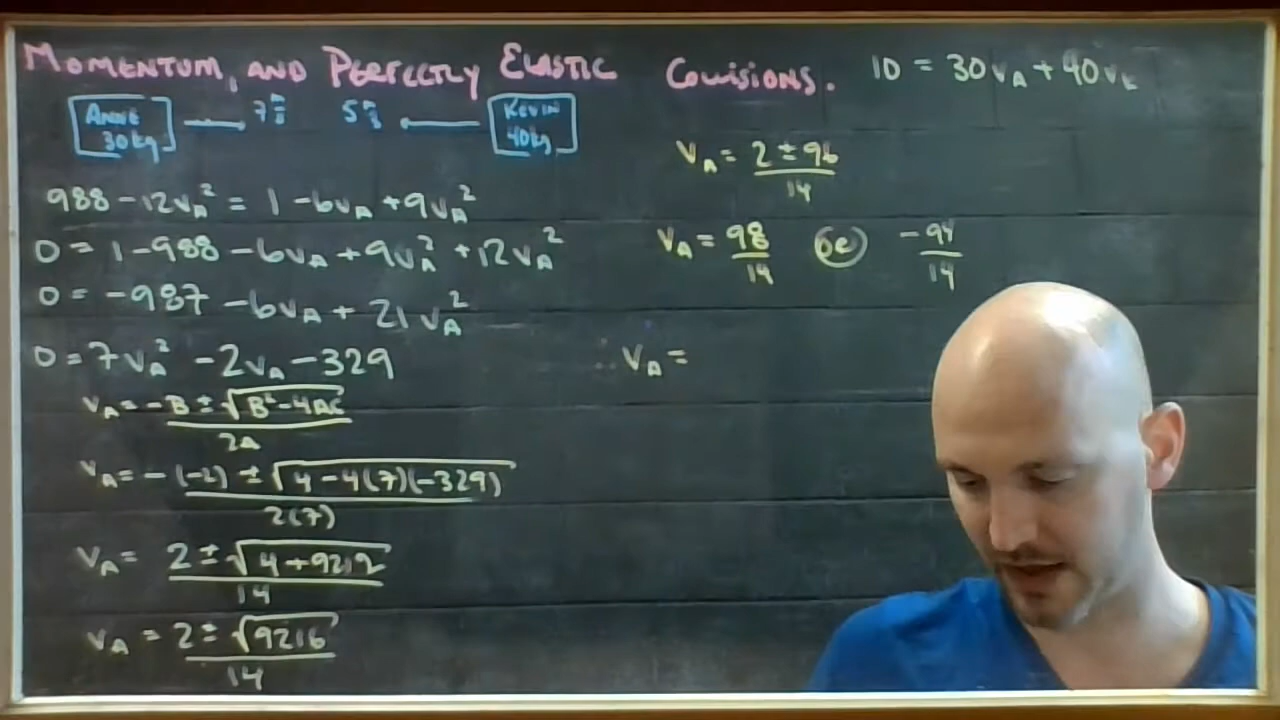 MOMENTUM, AND PERFECTLY ELASTIC COLLISIONS.
10 = 30vA + 40vK
ANNE 30kg
7 m/s
5 m/s
KEVIN 40kg
988 - 12vA² = 1 - 6vA + 9vA²
0 = 1 - 988 - 6vA + 9vA² + 12vA²
0 = -987 - 6vA + 21vA²
0 = 7vA² - 2vA - 329
vA = -B ± √B² - 4AC / 2A
vA = -(-2) ± √4 - 4(7)(-329) / 2(7)
vA = 2 ± √4 + 9212 / 14
vA = 2 ± √9216 / 14
vA = 2 ± 96 / 14
vA = 98 / 14 OR -94 / 14
vA =